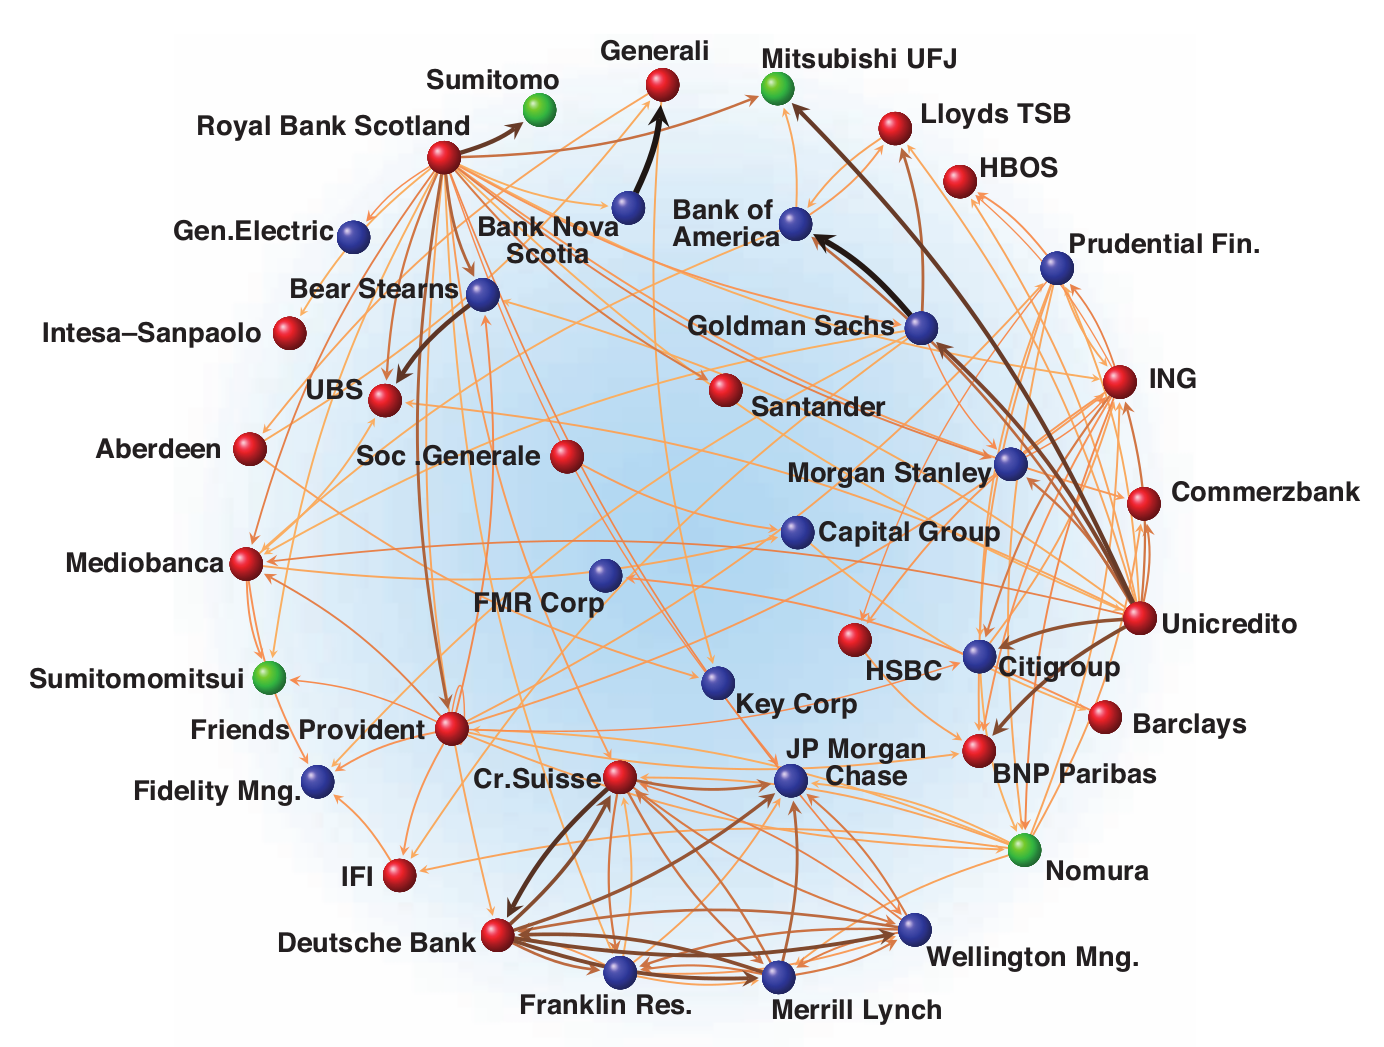 Generali
Mitsubishi UFJ
Sumitomo
Lloyds TSB
Royal Bank Scotland
HBOS
Gen.Electric
Bank Nova
Scotia
Bank of
America
Prudential Fin.
Bear Stearns
Intesa–Sanpaolo
Goldman Sachs
ING
UBS
Santander
Aberdeen
Soc .Generale
Morgan Stanley
Commerzbank
Capital Group
Mediobanca
FMR Corp
Unicredito
HSBC
Citigroup
Sumitomomitsui
Key Corp
Barclays
Friends Provident
JP Morgan
Chase
BNP Paribas
Cr.Suisse
Fidelity Mng.
IFI
Nomura
Deutsche Bank
Wellington Mng.
Franklin Res.
Merrill Lynch